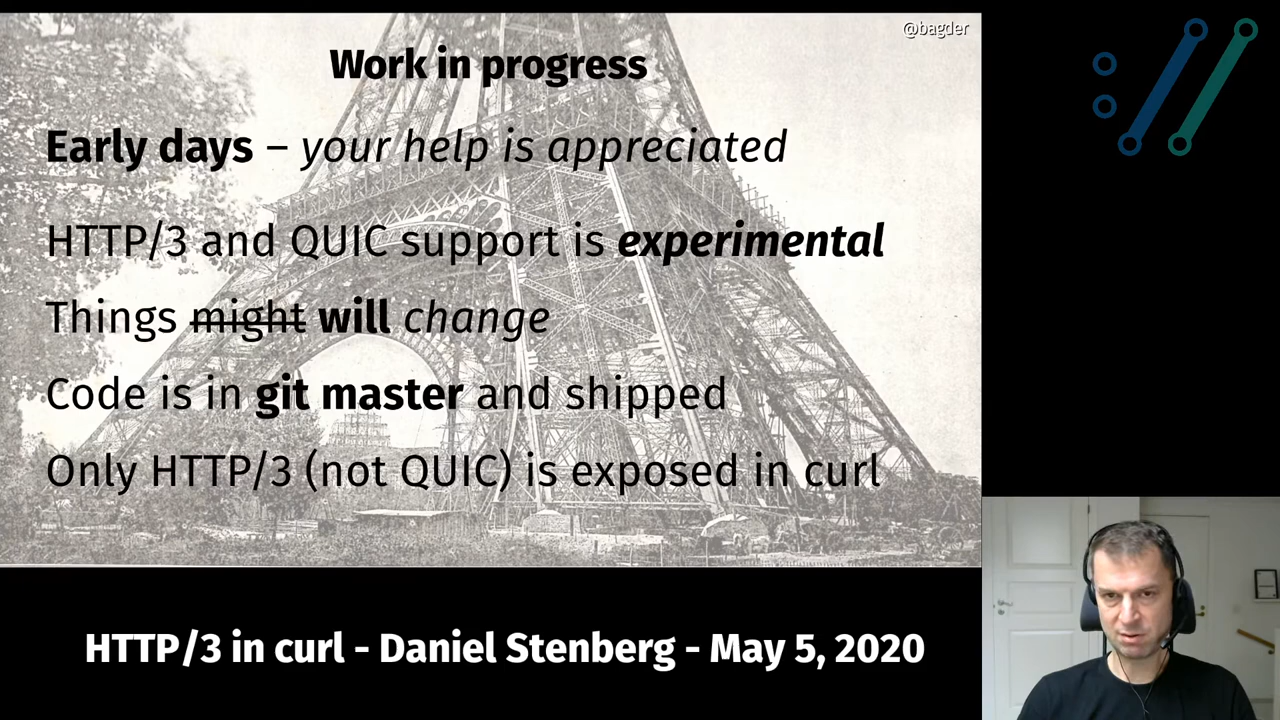 @bagder
Work in progress
Early days – your help is appreciated
HTTP/3 and QUIC support is experimental
Things might will change
Code is in git master and shipped
Only HTTP/3 (not QUIC) is exposed in curl
HTTP/3 in curl - Daniel Stenberg - May 5, 2020